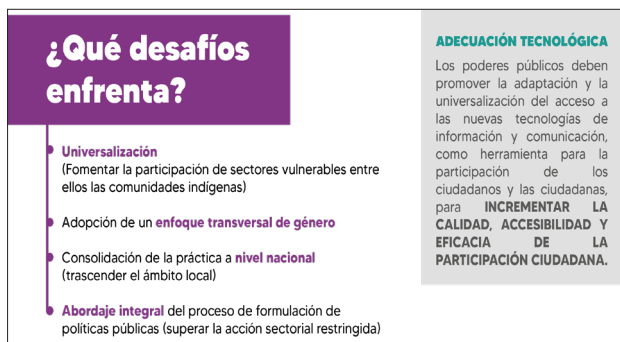 ¿Qué desafíos
enfrenta?
Universalización
(Fomentar la participación de sectores vulnerables entre
ellos las comunidades indígenas)
Adopción de un enfoque transversal de género
Consolidación de la práctica a nivel nacional
(trascender el ámbito local)
Abordaje integral del proceso de formulación de
políticas públicas (superar la acción sectorial restringida)
ADECUACIÓN TECNOLÓGICA
Los poderes públicos deben
promover la adaptación y la
universalización del acceso a
las nuevas tecnologías de
información y comunicación,
como herramienta para la
participación de los
ciudadanos y las ciudadanas,
para INCREMENTAR LA
CALIDAD, ACCESIBILIDAD Y
EFICACIA DE LA
PARTICIPACIÓN CIUDADANA.